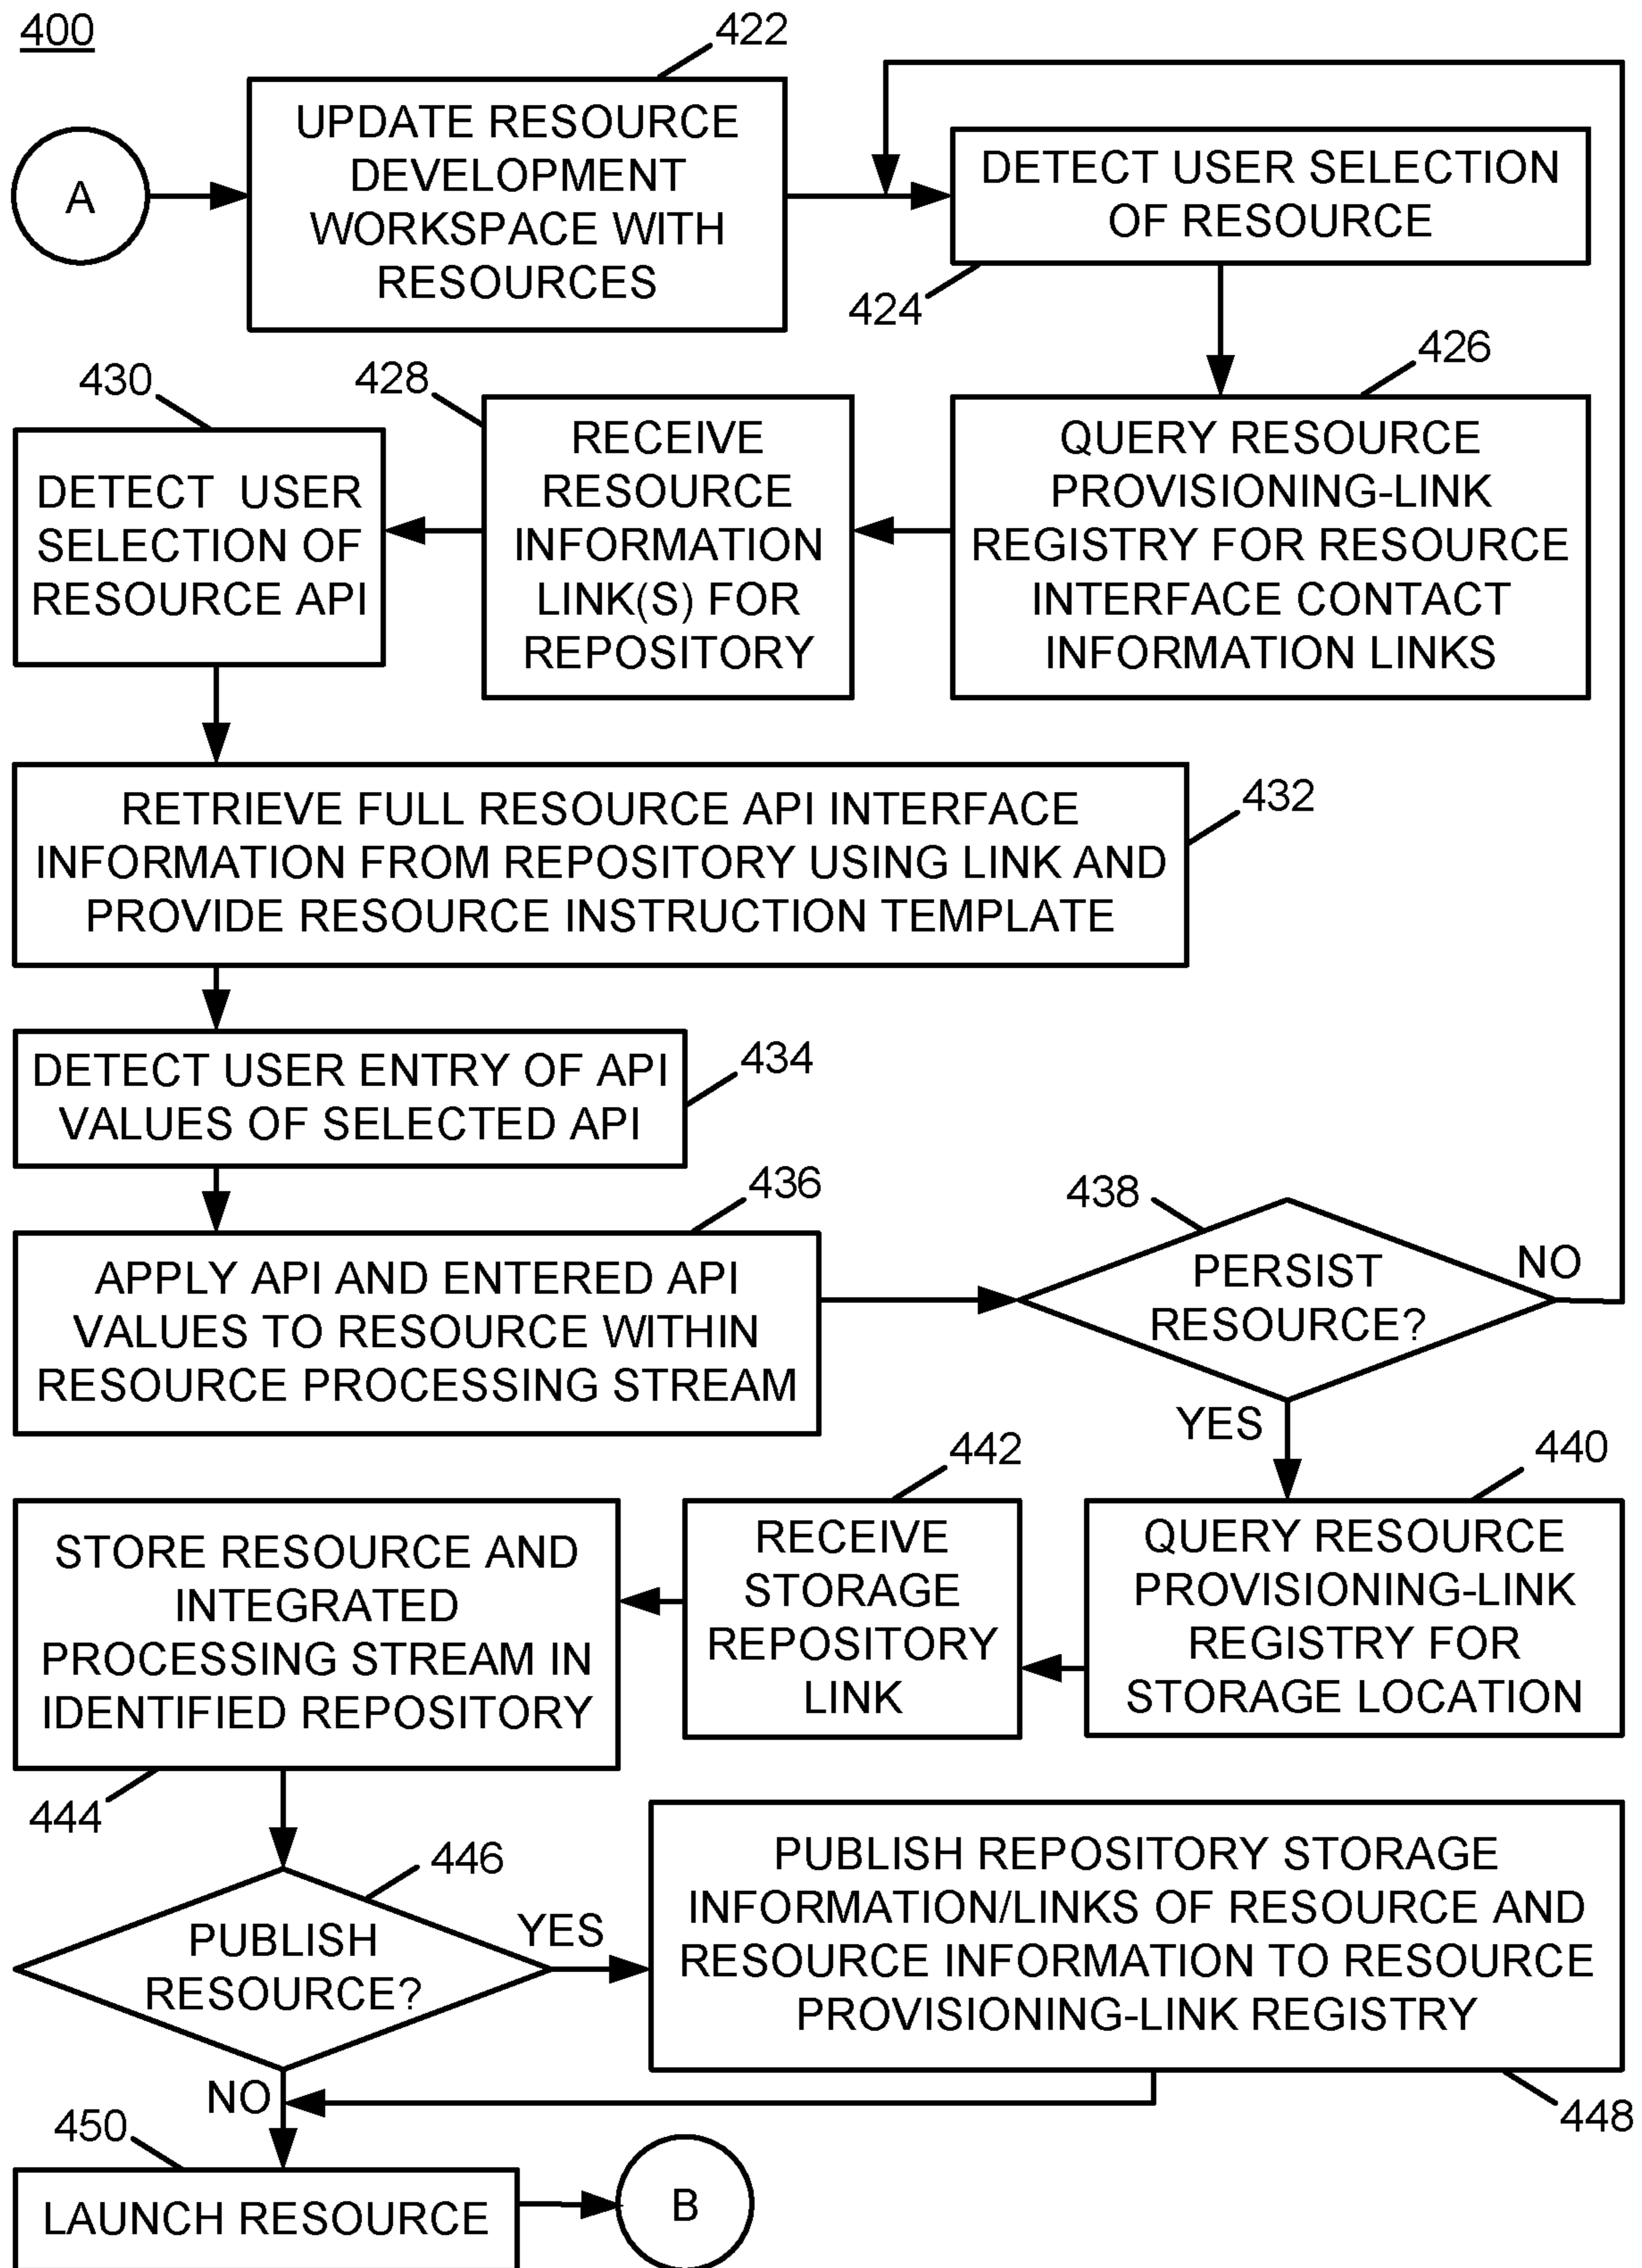 400
422
A
UPDATE RESOURCE
DEVELOPMENT
WORKSPACE WITH
RESOURCES
DETECT USER SELECTION
OF RESOURCE
424
426
QUERY RESOURCE
PROVISIONING-LINK
REGISTRY FOR RESOURCE
INTERFACE CONTACT
INFORMATION LINKS
428
RECEIVE
RESOURCE
INFORMATION
LINK(S) FOR
REPOSITORY
430
DETECT USER
SELECTION OF
RESOURCE API
432
RETRIEVE FULL RESOURCE API INTERFACE
INFORMATION FROM REPOSITORY USING LINK AND
PROVIDE RESOURCE INSTRUCTION TEMPLATE
434
DETECT USER ENTRY OF API
VALUES OF SELECTED API
436
APPLY API AND ENTERED API
VALUES TO RESOURCE WITHIN
RESOURCE PROCESSING STREAM
438
PERSIST
RESOURCE?
NO
YES
440
QUERY RESOURCE
PROVISIONING-LINK
REGISTRY FOR
STORAGE LOCATION
442
RECEIVE
STORAGE
REPOSITORY
LINK
STORE RESOURCE AND
INTEGRATED
PROCESSING STREAM IN
IDENTIFIED REPOSITORY
444
446
PUBLISH
RESOURCE?
YES
PUBLISH REPOSITORY STORAGE
INFORMATION/LINKS OF RESOURCE AND
RESOURCE INFORMATION TO RESOURCE
PROVISIONING-LINK REGISTRY
448
NO
450
LAUNCH RESOURCE
B